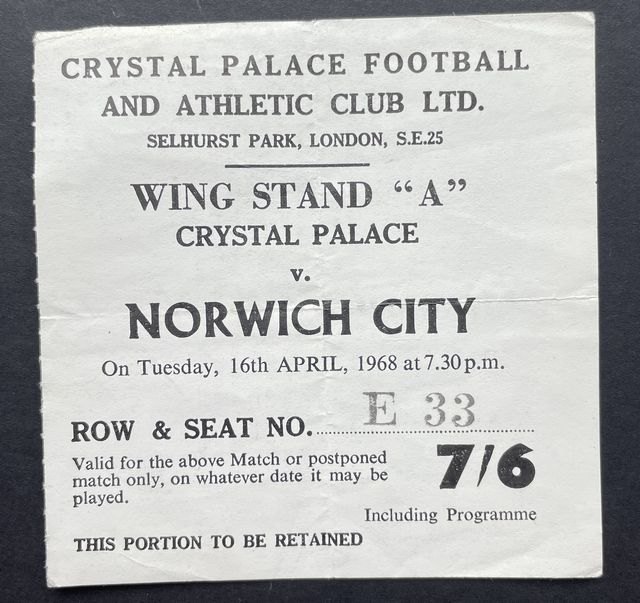 CRYSTAL PALACE FOOTBALL
AND ATHLETIC CLUB LTD.
SELHURST PARK, LONDON, S.E.25
WING STAND “A”
CRYSTAL PALACE
v.
NORWICH CITY
On Tuesday, 16th APRIL, 1968 at 7.30 p.m.
ROW & SEAT NO. E 33
Valid for the above Match or postponed
match only, on whatever date it may be
played.
7/6
Including Programme
THIS PORTION TO BE RETAINED